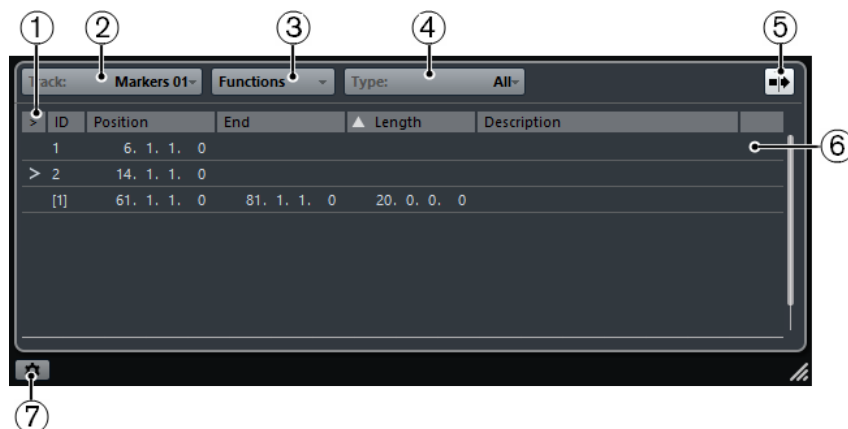 1 2 3 4 5
Track: Markers 01 Functions Type: All
> ID Position End Length Description
1 6. 1. 1. 0
6
> 2 14. 1. 1. 0
[1] 61. 1. 1. 0 81. 1. 1. 0 20. 0. 0. 0
7